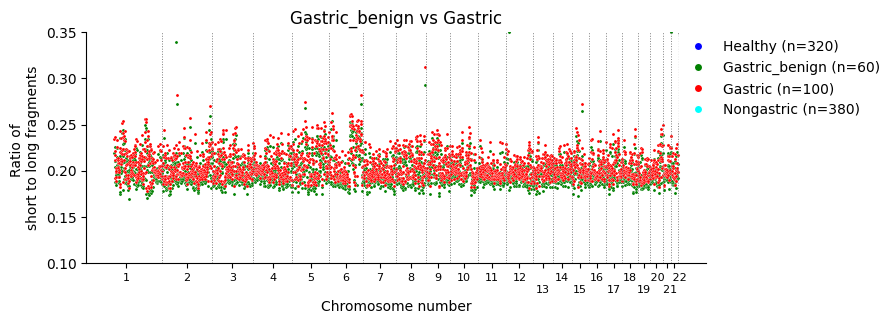 Gastric_benign vs Gastric
0.35
0.30
0.25
0.20
0.15
0.10
Ratio of
short to long fragments
1 2 3 4 5 6 7 8 9 10 11 12 14 16 18 20 22
13 15 17 19 21
Chromosome number
Healthy (n=320)
Gastric_benign (n=60)
Gastric (n=100)
Nongastric (n=380)